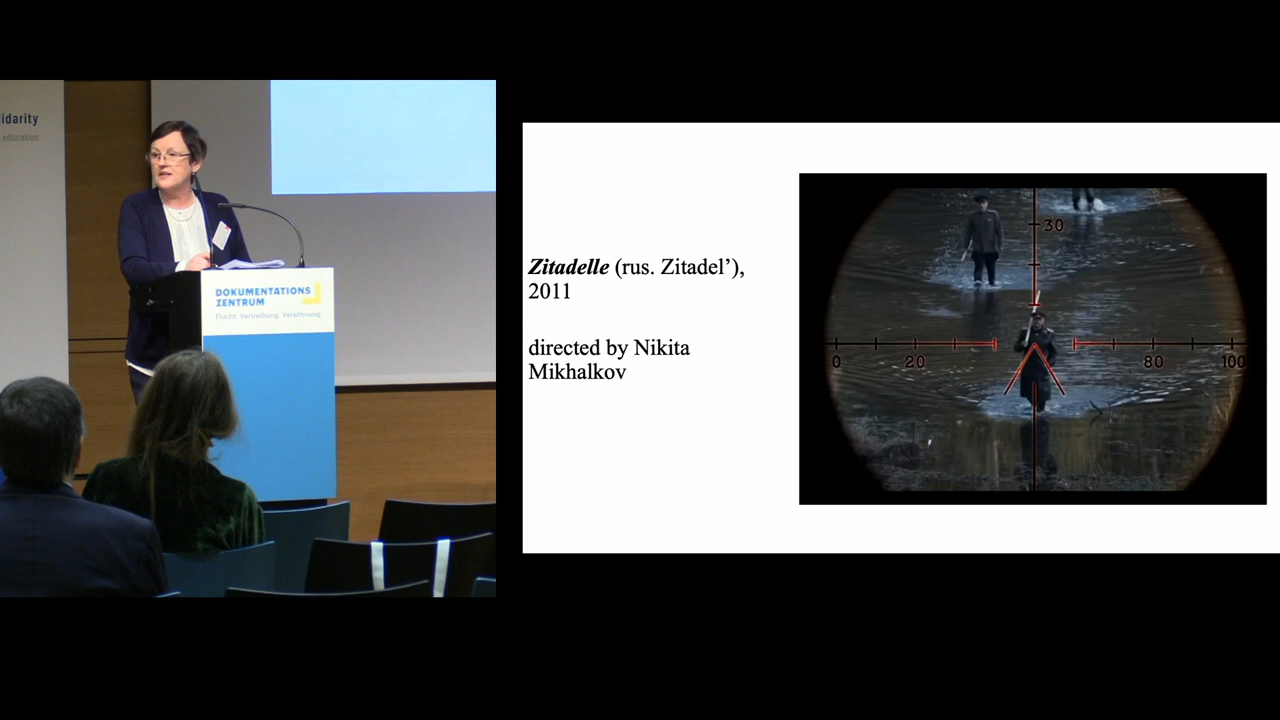 lidarity
education
DOKUMENTATIONS
ZENTRUM
Flucht, Vertreibung, Versöhnung
Zitadelle (rus. Zitadel’),
2011
directed by Nikita
Mikhalkov
30
0
20
80
100